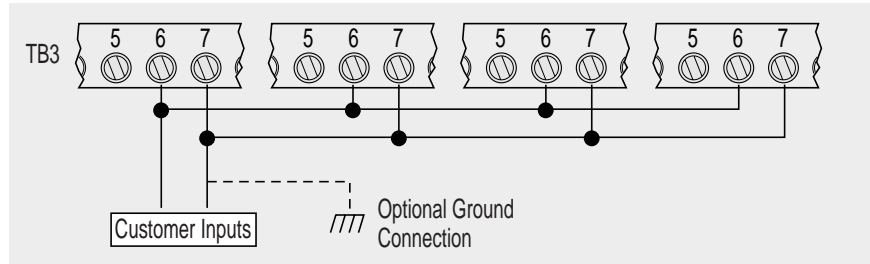 5 6 7 5 6 7 5 6 7 5 6 7
TB3
Customer Inputs
Optional Ground
Connection